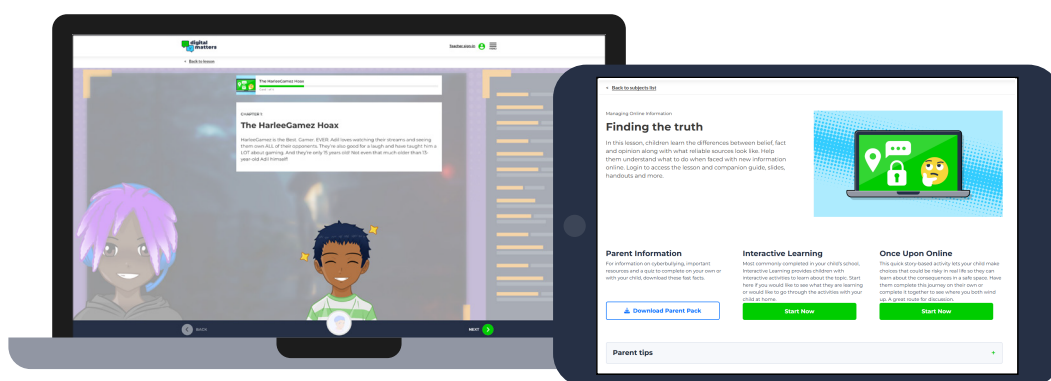 digital
matters
Teacher sign in
< Back to lesson
The HarleeGamez Hoax
CHAPTER 1
The HarleeGamez Hoax
HarleeGamez is the Best. Gamer. EVER. Adil loves watching their streams and seeing
them own ALL of their opponents. They're also good for a laugh and have taught him a
LOT about gaming. And they're only 15 years old! Not even that much older than 13-
year-old Adil himself!
BACK
NEXT
< Back to subjects list
Managing Online Information
Finding the truth
In this lesson, children learn the differences between belief, fact
and opinion along with what reliable sources look like. Help
them understand what to do when faced with new information
online. Login to access the lesson and companion guide, slides,
handouts and more.
Parent Information
For information on cyberbullying, important
resources and a quiz to complete on your own or
with your child, download these fast facts.
Download Parent Pack
Interactive Learning
Most commonly completed in your child's school,
Interactive Learning provides children with
interactive activities to learn about the topic. Start
here if you would like to see what they are learning
or would like to go through the activities with your
child at home.
Start Now
Once Upon Online
This quick story-based activity lets your child make
choices that could be risky in real life so they can
learn about the consequences in a safe space. Have
them complete this journey on their own or
complete it together to see where you both wind
up. A great route for discussion.
Start Now
Parent tips
+